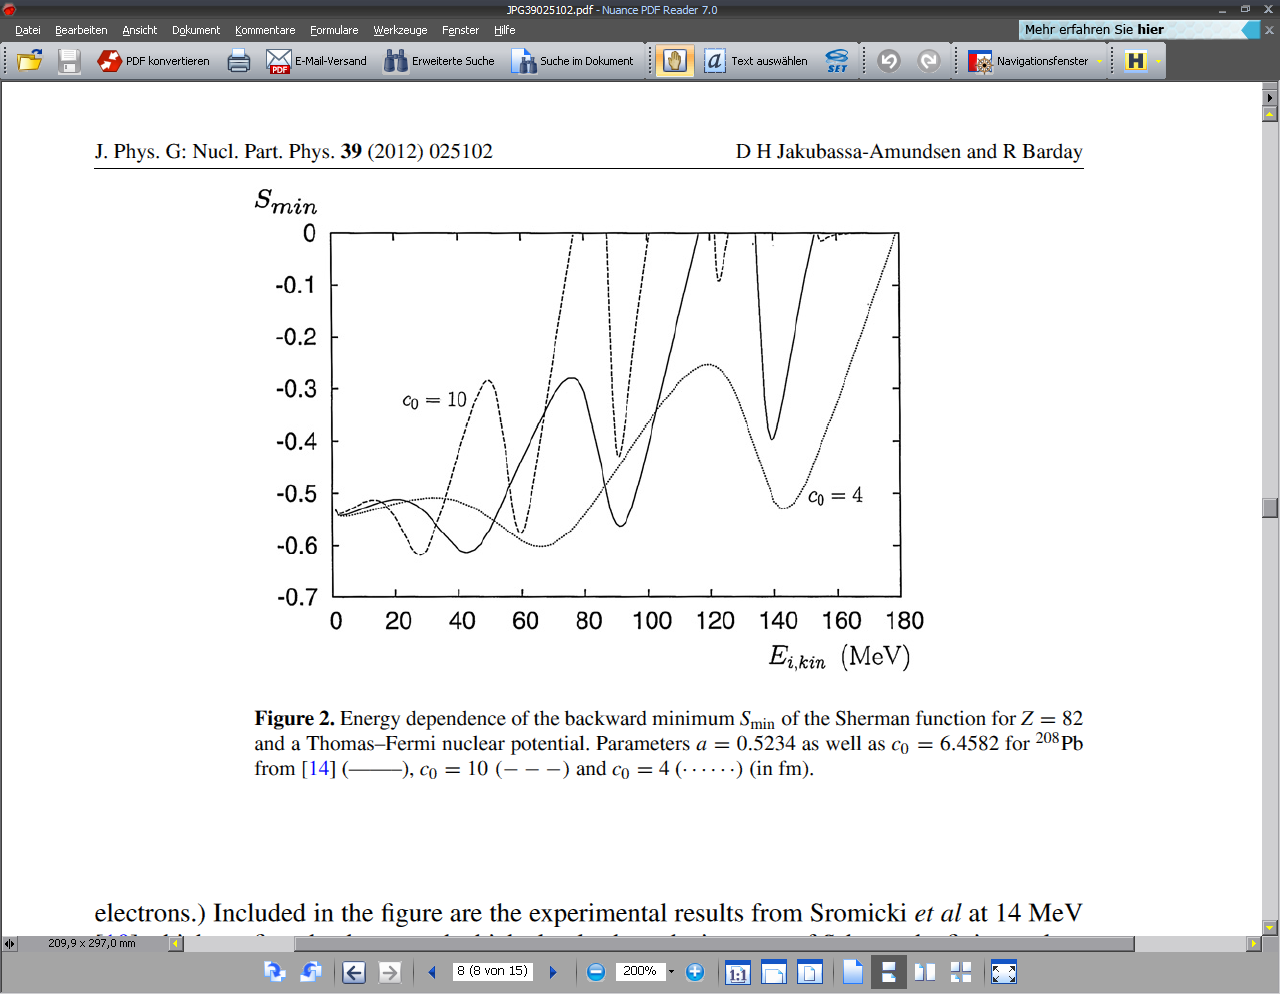 JPG39025102.pdf - Nuance PDF Reader 7.0
Datei Bearbeiten Ansicht Dokument Kommentare Formulare Werkzeuge Fenster Hilfe
Mehr erfahren Sie hier
PDF konvertieren E-Mail-Versand Erweiterte Suche Suche im Dokument Text auswählen SET Navigationsfenster H
J. Phys. G: Nucl. Part. Phys. 39 (2012) 025102 D H Jakubassa-Amundsen and R Barday
S_min
0
-0.1
-0.2
-0.3
-0.4
-0.5
-0.6
-0.7
c₀ = 10
c₀ = 4
0 20 40 60 80 100 120 140 160 180
E_i,kin (MeV)
Figure 2. Energy dependence of the backward minimum S_min of the Sherman function for Z = 82
and a Thomas–Fermi nuclear potential. Parameters a = 0.5234 as well as c₀ = 6.4582 for ²⁰⁸Pb
from [14] (———), c₀ = 10 (− − −) and c₀ = 4 (· · · · · ·) (in fm).
electrons.) Included in the figure are the experimental results from Sromicki et al at 14 MeV
209,9 x 297,0 mm
8 (8 von 15) 200% 1:1